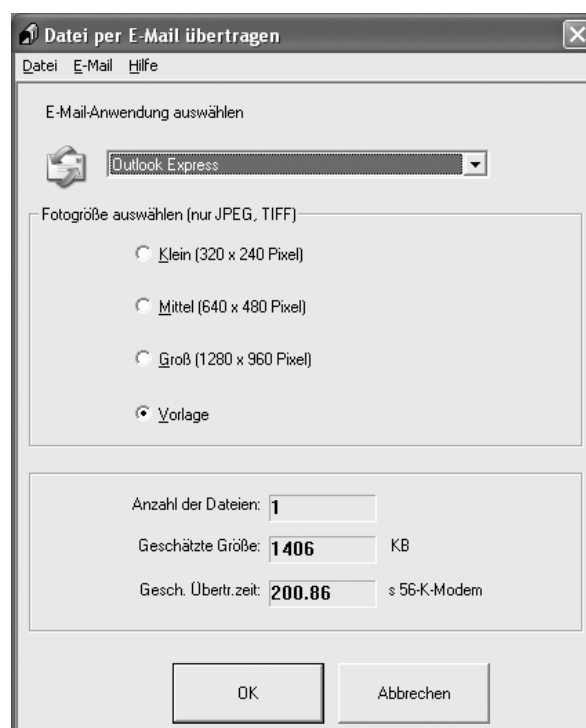 Datei per E-Mail übertragen
Datei E-Mail Hilfe
E-Mail-Anwendung auswählen
Outlook Express
Fotogröße auswählen (nur JPEG, TIFF)
Klein (320 x 240 Pixel)
Mittel (640 x 480 Pixel)
Groß (1280 x 960 Pixel)
Vorlage
Anzahl der Dateien: 1
Geschätzte Größe: 1406 KB
Gesch. Übertr.zeit: 200.86 s 56-K-Modem
OK Abbrechen